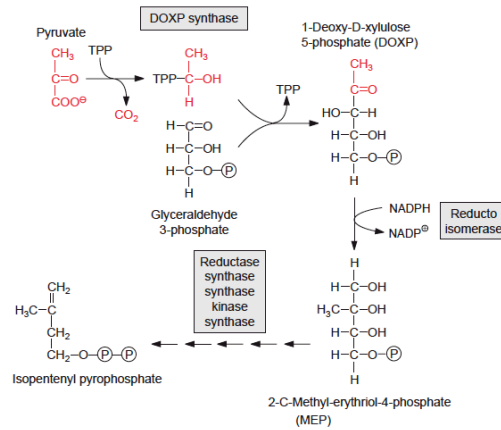 DOXP synthase
1-Deoxy-D-xylulose
5-phosphate (DOXP)
Pyruvate
CH3
C=O
COO⊖
TPP
CO2
CH3
TPP-C-OH
H
TPP
CH3
C=O
HO-C-H
H-C-OH
H-C-O-Ⓟ
H
H-C=O
H-C-OH
H-C-O-Ⓟ
H
Glyceraldehyde
3-phosphate
NADPH
NADP⊕
Reducto
isomerase
Reductase
synthase
synthase
kinase
synthase
H
H-C-OH
H3C-C-OH
H-C-OH
H-C-O-Ⓟ
H
CH2
H3C-C
CH2
CH2-O-Ⓟ-Ⓟ
Isopentenyl pyrophosphate
2-C-Methyl-erythriol-4-phosphate
(MEP)